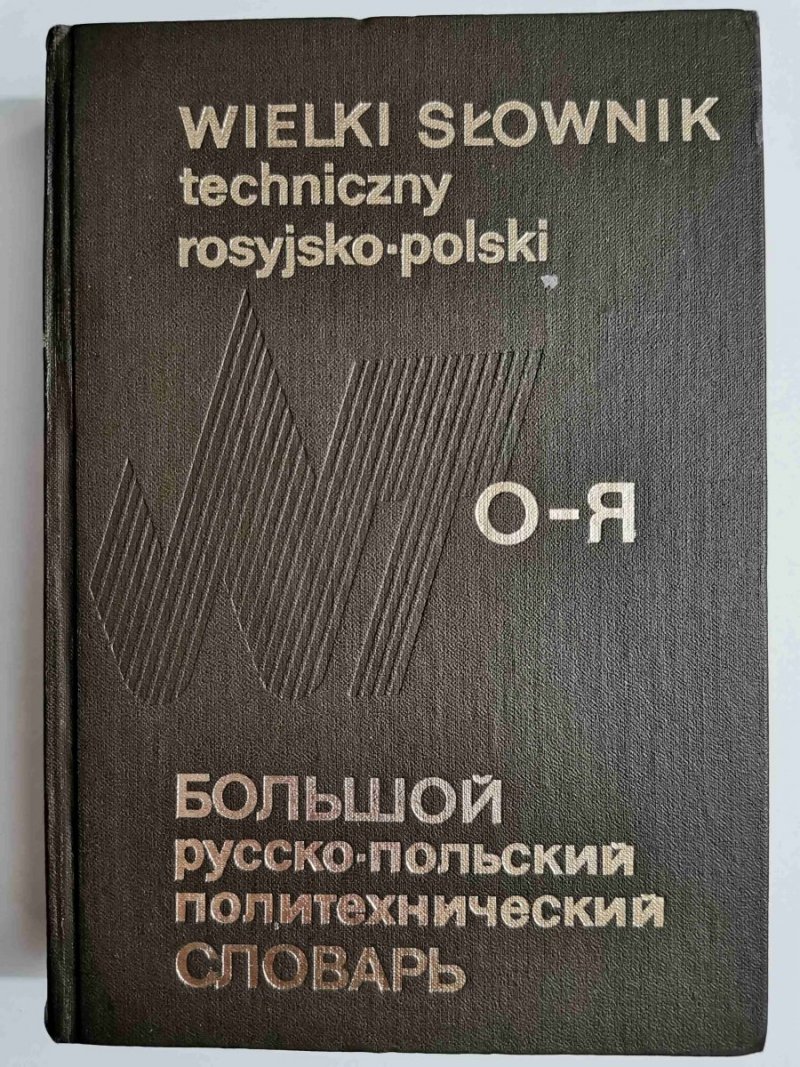 WIELKI SŁOWNIK
techniczny
rosyjsko-polski
О-Я
БОЛЬШОЙ
русско-польский
политехнический
СЛОВАРЬ